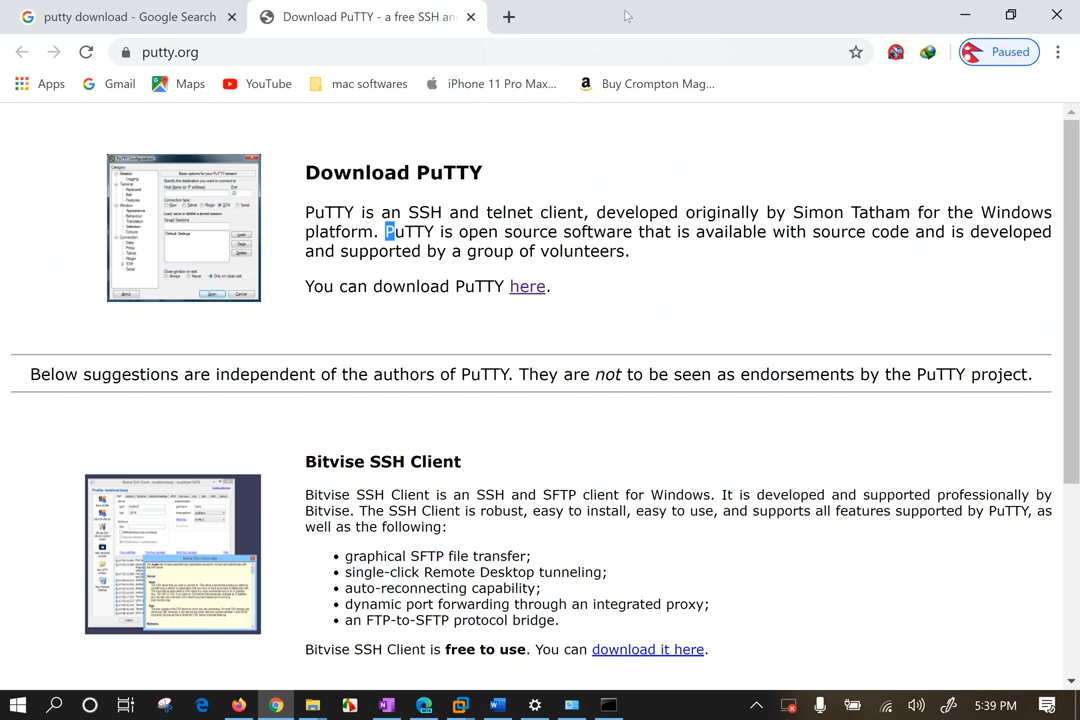 putty download - Google Search
Download PuTTY - a free SSH an
putty.org
Paused
Apps
Gmail
Maps
YouTube
mac softwares
iPhone 11 Pro Max...
Buy Crompton Mag...
Download PuTTY
PuTTY is an SSH and telnet client, developed originally by Simon Tatham for the Windows
platform. PuTTY is open source software that is available with source code and is developed
and supported by a group of volunteers.
You can download PuTTY here.
Below suggestions are independent of the authors of PuTTY. They are not to be seen as endorsements by the PuTTY project.
Bitvise SSH Client
Bitvise SSH Client is an SSH and SFTP client for Windows. It is developed and supported professionally by
Bitvise. The SSH Client is robust, easy to install, easy to use, and supports all features supported by PuTTY, as
well as the following:
• graphical SFTP file transfer;
• single-click Remote Desktop tunneling;
• auto-reconnecting capability;
• dynamic port forwarding through an integrated proxy;
• an FTP-to-SFTP protocol bridge.
Bitvise SSH Client is free to use. You can download it here.
5:39 PM